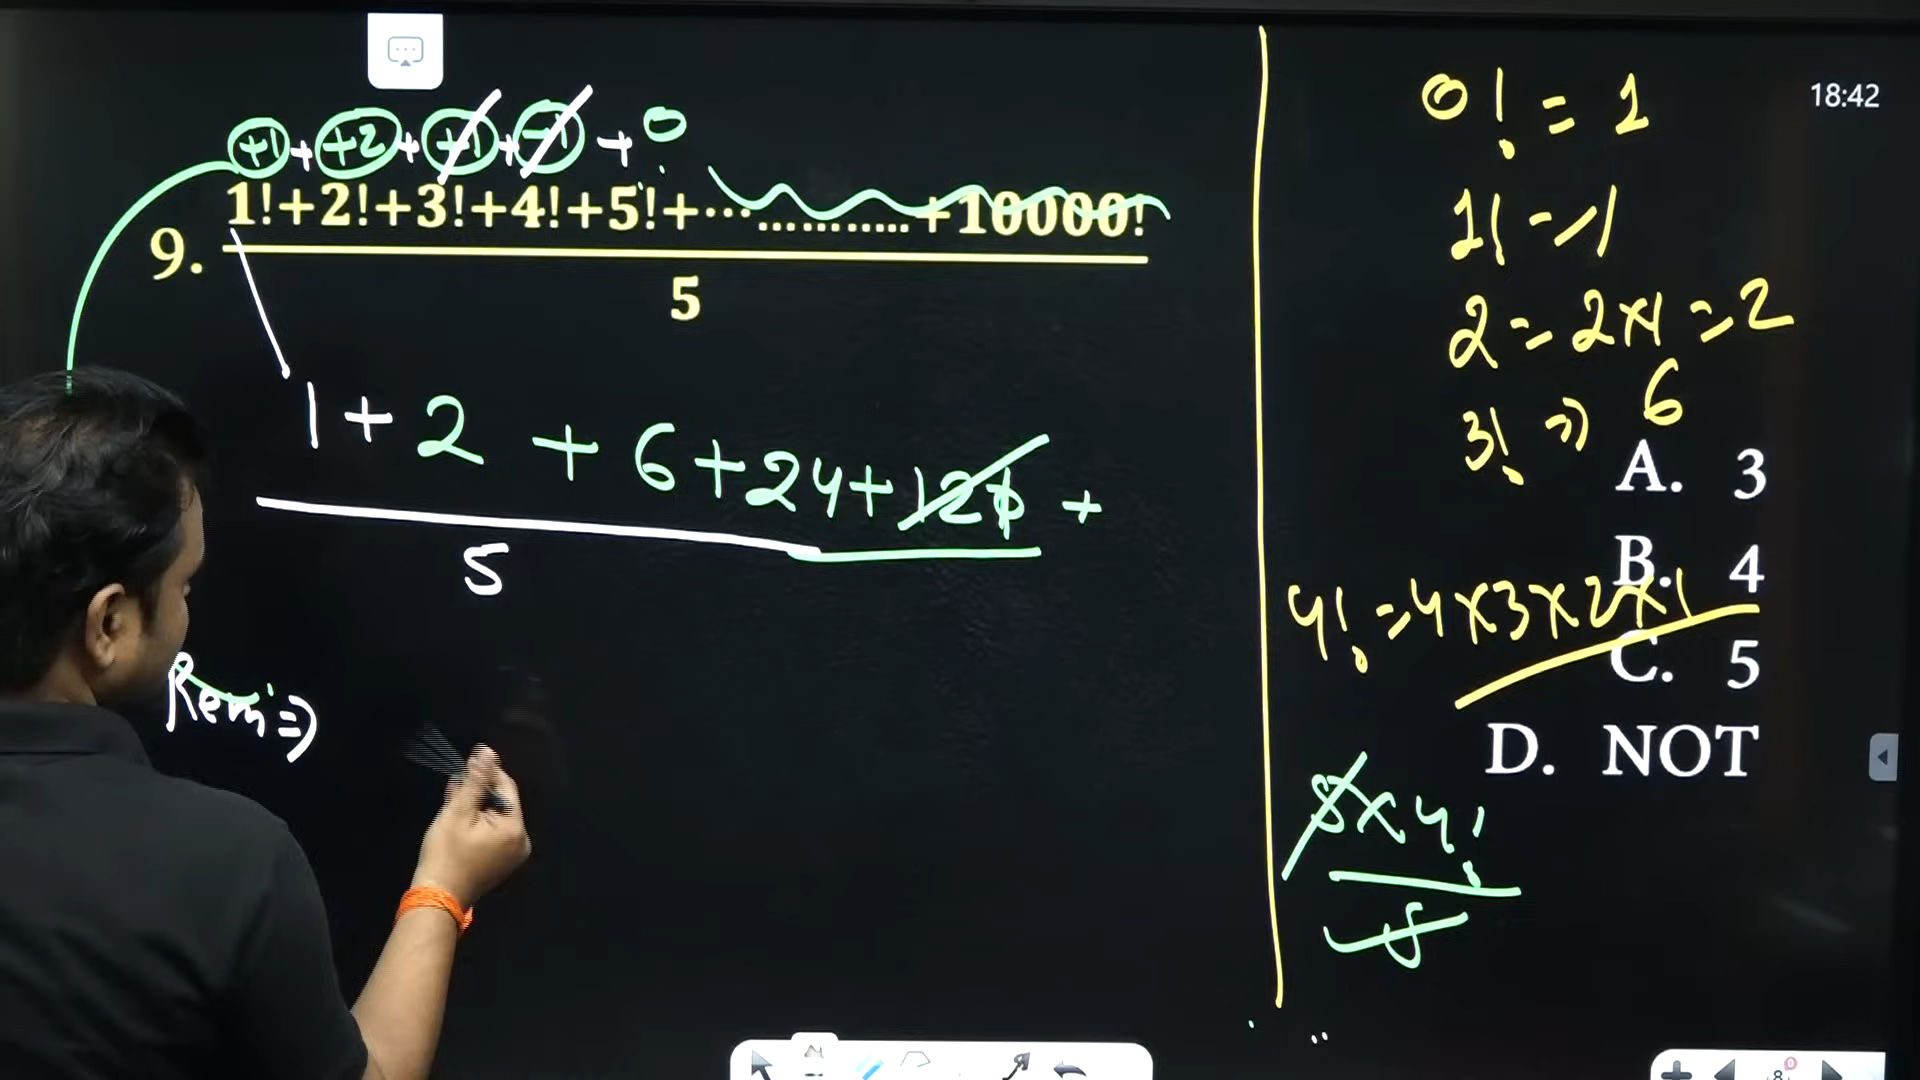 18:42
+1 + +2 + +1 + -1 + 0
9. 1!+2!+3!+4!+5!+...............+10000!
5
1 + 2 + 6 + 24 + 120 +
5
Rem ⇒
0! = 1
1! = 1
2 = 2×1 = 2
3! ⇒ 6
A. 3
B. 4
4! = 4×3×2×1
C. 5
D. NOT
5×4!
5